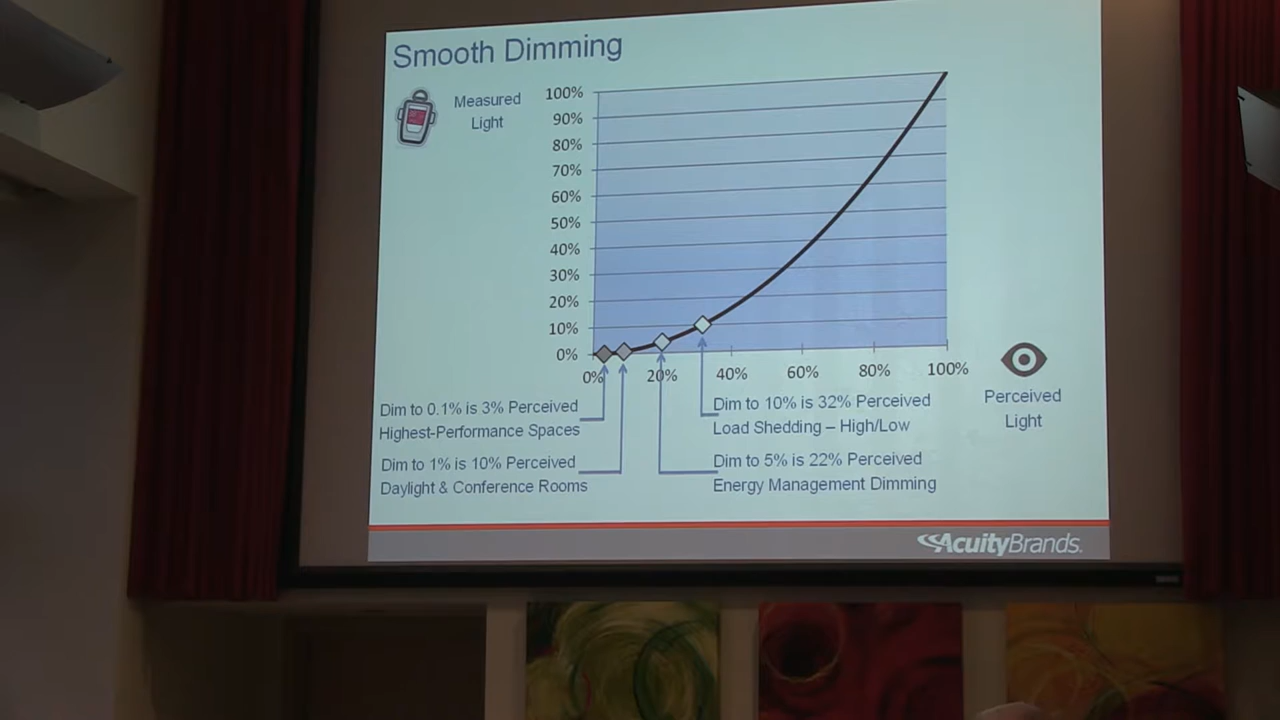 Smooth Dimming
Measured
Light
100%
90%
80%
70%
60%
50%
40%
30%
20%
10%
0%
0%
20%
40%
60%
80%
100%
Perceived
Light
Dim to 0.1% is 3% Perceived
Highest-Performance Spaces
Dim to 1% is 10% Perceived
Daylight & Conference Rooms
Dim to 10% is 32% Perceived
Load Shedding – High/Low
Dim to 5% is 22% Perceived
Energy Management Dimming
AcuityBrands.